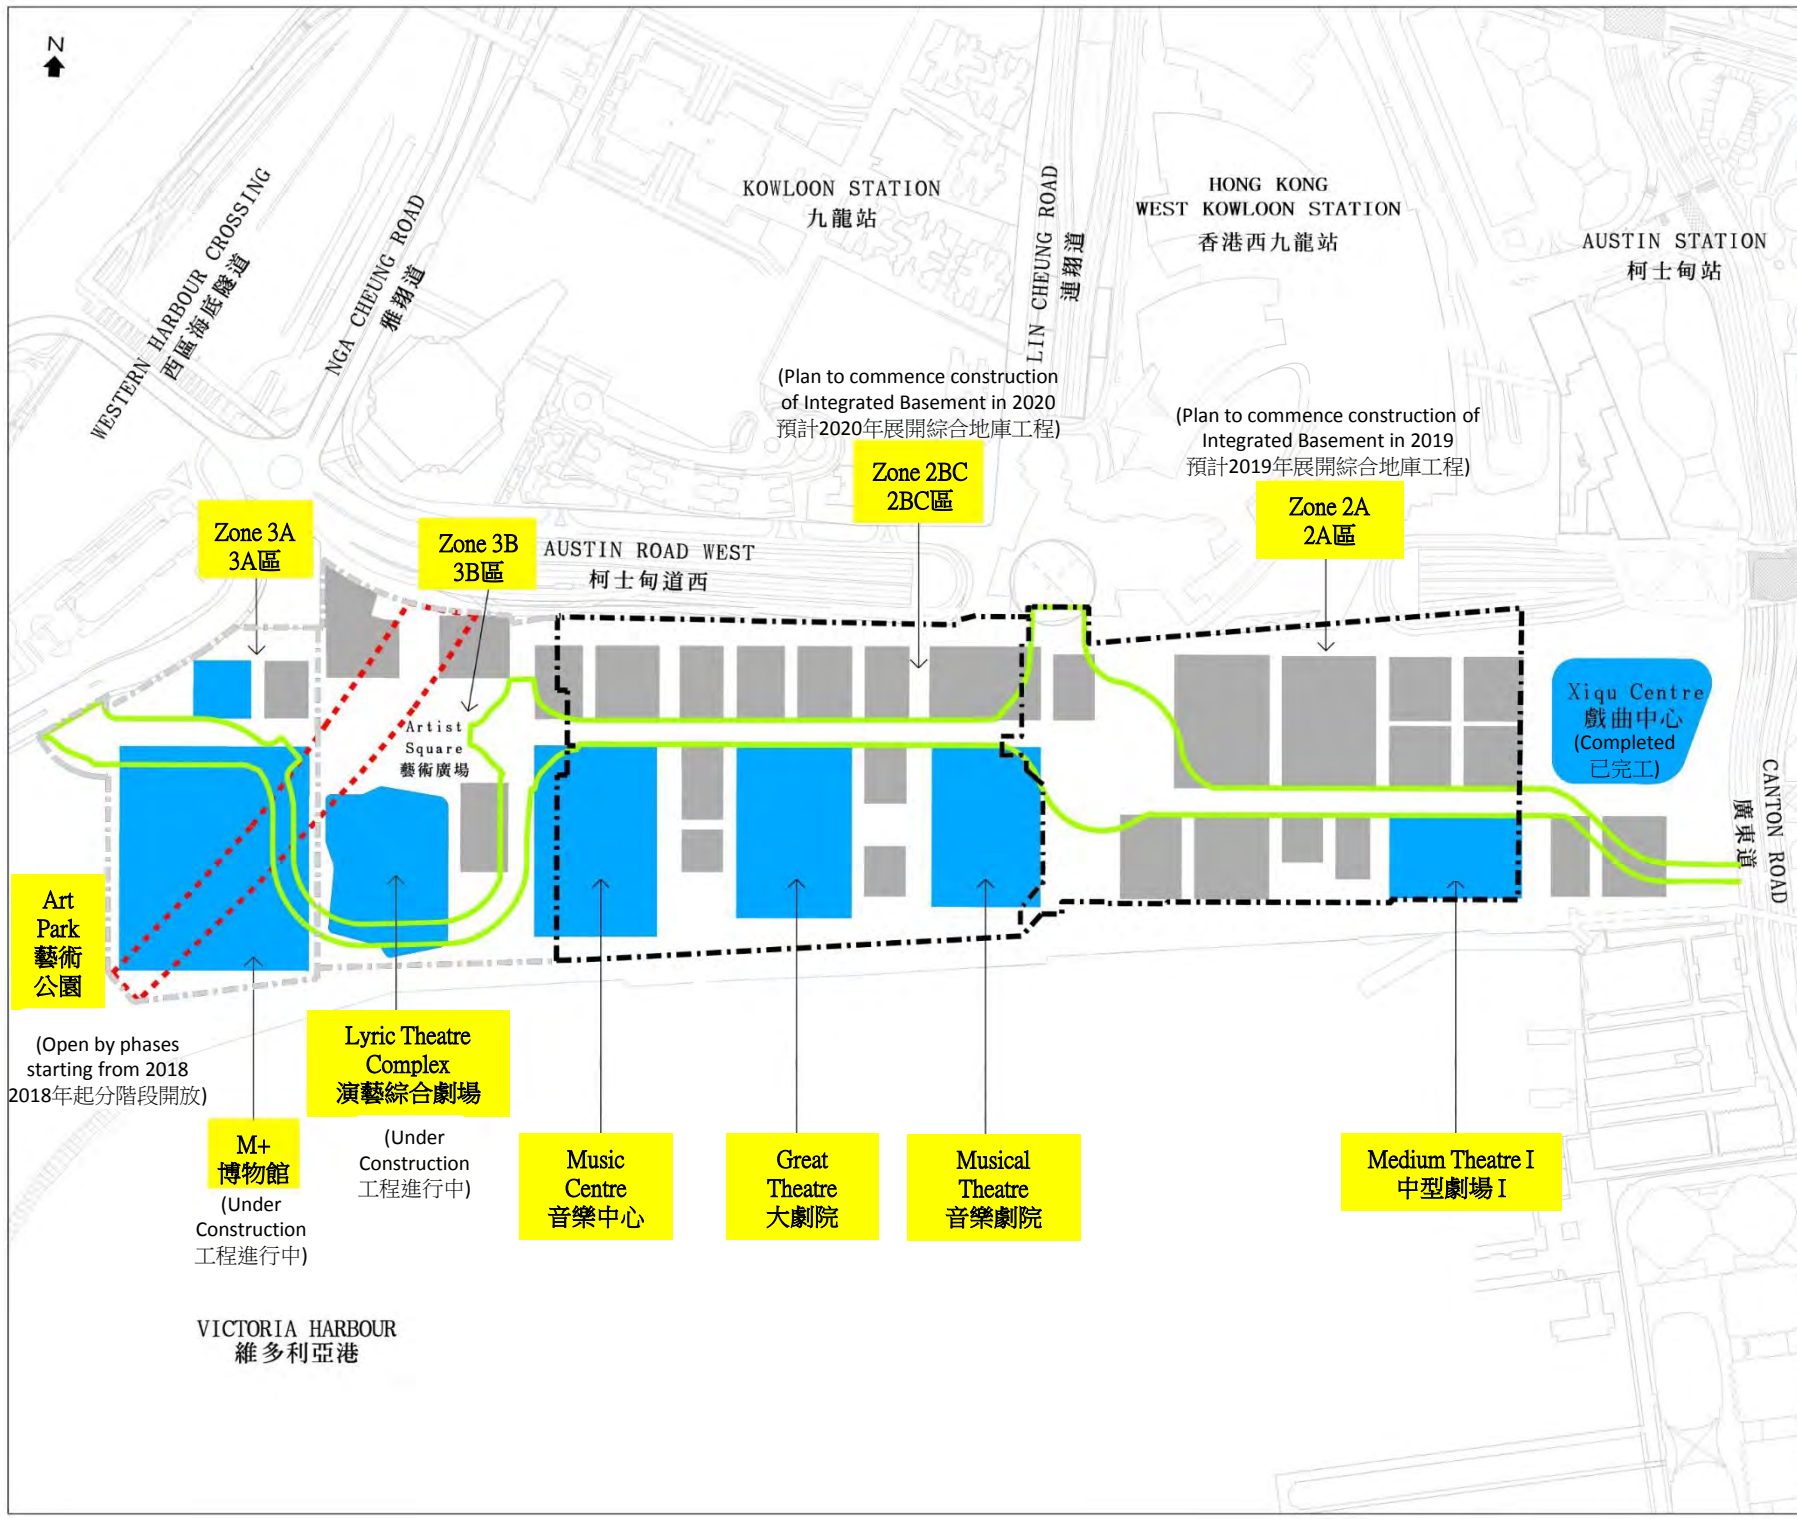 N
KOWLOON STATION
九龍站
HONG KONG
WEST KOWLOON STATION
香港西九龍站
AUSTIN STATION
柯士甸站
WESTERN HARBOUR CROSSING
西區海底隧道
NGA CHEUNG ROAD
雅翔道
LIN CHEUNG ROAD
連翔道
(Plan to commence construction
of Integrated Basement in 2020
預計2020年展開綜合地庫工程)
(Plan to commence construction of
Integrated Basement in 2019
預計2019年展開綜合地庫工程)
Zone 2BC
2BC區
Zone 2A
2A區
Zone 3A
3A區
Zone 3B
3B區
AUSTIN ROAD WEST
柯士甸道西
Artist
Square
藝術廣場
Xiqu Centre
戲曲中心
(Completed
已完工)
CANTON ROAD
廣東道
Art
Park
藝術
公園
(Open by phases
starting from 2018
2018年起分階段開放)
Lyric Theatre
Complex
演藝綜合劇場
(Under
Construction
工程進行中)
M+
博物館
(Under
Construction
工程進行中)
Music
Centre
音樂中心
Great
Theatre
大劇院
Musical
Theatre
音樂劇院
Medium Theatre I
中型劇場 I
VICTORIA HARBOUR
維多利亞港